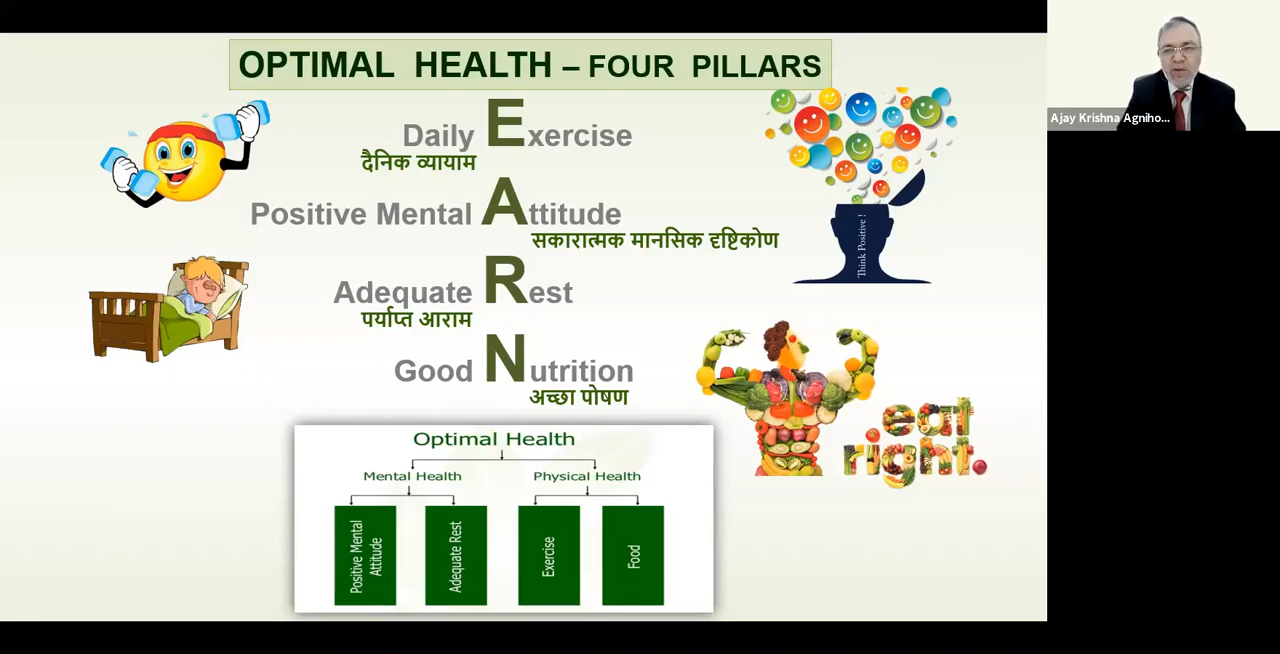 OPTIMAL HEALTH – FOUR PILLARS
Daily Exercise
दैनिक व्यायाम
Positive Mental Attitude
सकारात्मक मानसिक दृष्टिकोण
Adequate Rest
पर्याप्त आराम
Good Nutrition
अच्छा पोषण
Think Positive !
eat
right.
Optimal Health
Mental Health
Physical Health
Positive Mental
Attitude
Adequate Rest
Exercise
Food
Ajay Krishna Agniho...